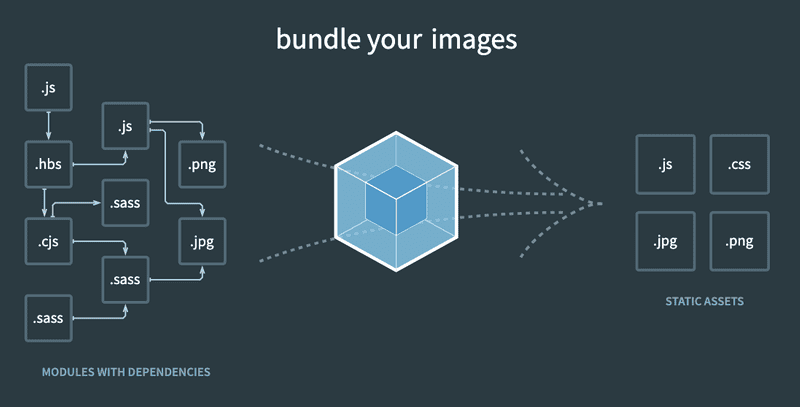 bundle your images
.js
.js
.hbs
.png
.sass
.cjs
.jpg
.sass
.sass
MODULES WITH DEPENDENCIES
.js
.css
.jpg
.png
STATIC ASSETS